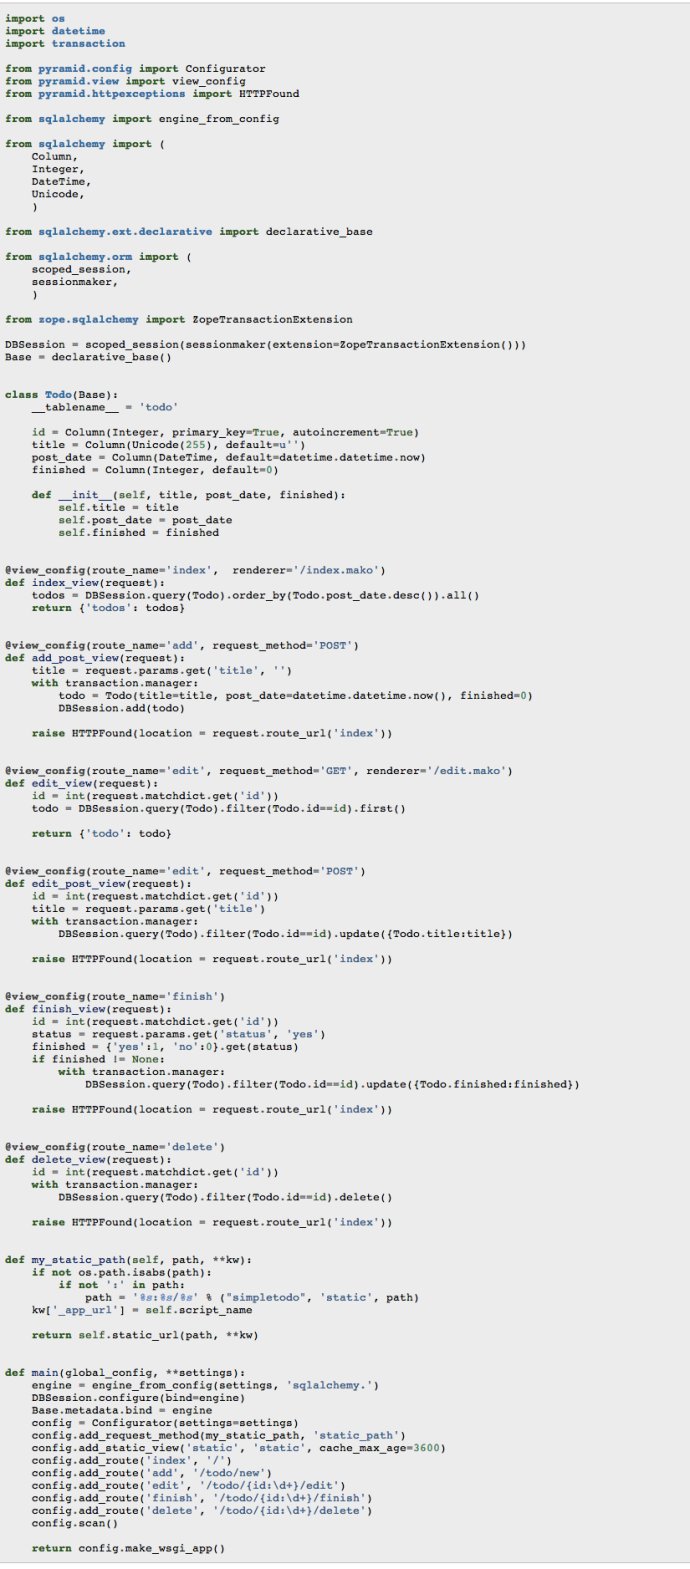 import os
import datetime
import transaction

from pyramid.config import Configurator
from pyramid.view import view_config
from pyramid.httpexceptions import HTTPFound

from sqlalchemy import engine_from_config

from sqlalchemy import (
    Column,
    Integer,
    DateTime,
    Unicode,
    )

from sqlalchemy.ext.declarative import declarative_base

from sqlalchemy.orm import (
    scoped_session,
    sessionmaker,
    )

from zope.sqlalchemy import ZopeTransactionExtension

DBSession = scoped_session(sessionmaker(extension=ZopeTransactionExtension()))
Base = declarative_base()


class Todo(Base):
    __tablename__ = 'todo'

    id = Column(Integer, primary_key=True, autoincrement=True)
    title = Column(Unicode(255), default=u'')
    post_date = Column(DateTime, default=datetime.datetime.now)
    finished = Column(Integer, default=0)

    def __init__(self, title, post_date, finished):
        self.title = title
        self.post_date = post_date
        self.finished = finished


@view_config(route_name='index',  renderer='/index.mako')
def index_view(request):
    todos = DBSession.query(Todo).order_by(Todo.post_date.desc()).all()
    return {'todos': todos}


@view_config(route_name='add', request_method='POST')
def add_post_view(request):
    title = request.params.get('title', '')
    with transaction.manager:
        todo = Todo(title=title, post_date=datetime.datetime.now(), finished=0)
        DBSession.add(todo)

    raise HTTPFound(location = request.route_url('index'))


@view_config(route_name='edit', request_method='GET', renderer='/edit.mako')
def edit_view(request):
    id = int(request.matchdict.get('id'))
    todo = DBSession.query(Todo).filter(Todo.id==id).first()

    return {'todo': todo}


@view_config(route_name='edit', request_method='POST')
def edit_post_view(request):
    id = int(request.matchdict.get('id'))
    title = request.params.get('title')
    with transaction.manager:
        DBSession.query(Todo).filter(Todo.id==id).update({Todo.title:title})

    raise HTTPFound(location = request.route_url('index'))


@view_config(route_name='finish')
def finish_view(request):
    id = int(request.matchdict.get('id'))
    status = request.params.get('status', 'yes')
    finished = {'yes':1, 'no':0}.get(status)
    if finished != None:
        with transaction.manager:
            DBSession.query(Todo).filter(Todo.id==id).update({Todo.finished:finished})

    raise HTTPFound(location = request.route_url('index'))


@view_config(route_name='delete')
def delete_view(request):
    id = int(request.matchdict.get('id'))
    with transaction.manager:
        DBSession.query(Todo).filter(Todo.id==id).delete()

    raise HTTPFound(location = request.route_url('index'))


def my_static_path(self, path, **kw):
    if not os.path.isabs(path):
        if not ':' in path:
            path = '%s:%s/%s' % ("simpletodo", 'static', path)
    kw['_app_url'] = self.script_name

    return self.static_url(path, **kw)


def main(global_config, **settings):
    engine = engine_from_config(settings, 'sqlalchemy.')
    DBSession.configure(bind=engine)
    Base.metadata.bind = engine
    config = Configurator(settings=settings)
    config.add_request_method(my_static_path, 'static_path')
    config.add_static_view('static', 'static', cache_max_age=3600)
    config.add_route('index', '/')
    config.add_route('add', '/todo/new')
    config.add_route('edit', '/todo/{id:\d+}/edit')
    config.add_route('finish', '/todo/{id:\d+}/finish')
    config.add_route('delete', '/todo/{id:\d+}/delete')
    config.scan()

    return config.make_wsgi_app()